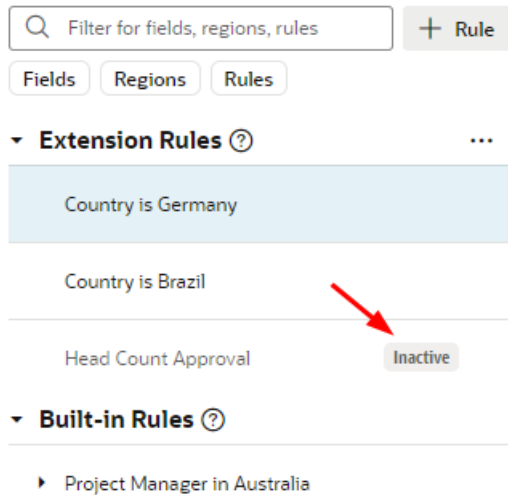 Filter for fields, regions, rules
+ Rule
Fields Regions Rules
Extension Rules ?
...
Country is Germany
Country is Brazil
Head Count Approval Inactive
Built-in Rules ?
Project Manager in Australia